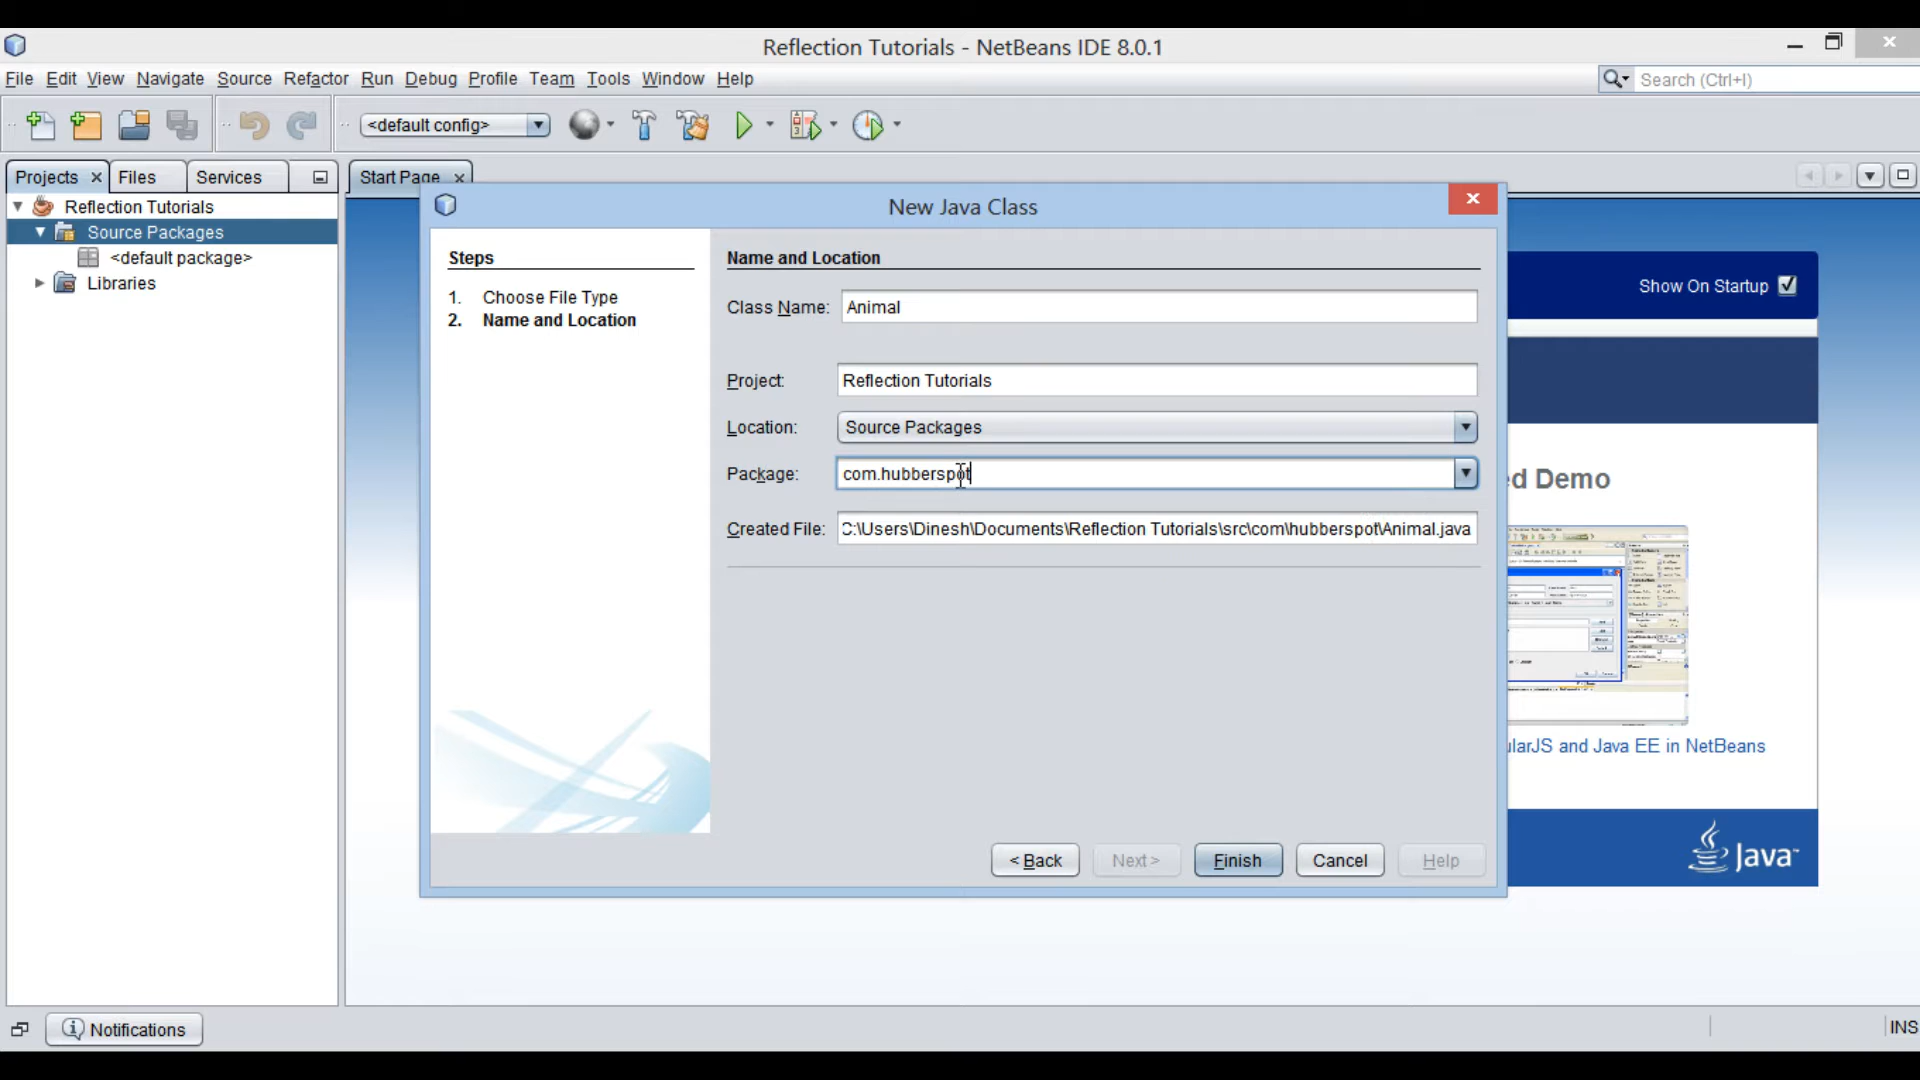 Reflection Tutorials - NetBeans IDE 8.0.1
File Edit View Navigate Source Refactor Run Debug Profile Team Tools Window Help
Search (Ctrl+I)
<default config>
Projects Files Services Start Page
Reflection Tutorials
Source Packages
<default package>
Libraries
New Java Class
Steps
1. Choose File Type
2. Name and Location
Name and Location
Class Name: Animal
Project: Reflection Tutorials
Location: Source Packages
Package: com.hubberspot
Created File: C:\Users\Dinesh\Documents\Reflection Tutorials\src\com\hubberspot\Animal.java
< Back Next > Finish Cancel Help
Show On Startup
ed Demo
ularJS and Java EE in NetBeans
Java™
Notifications
INS